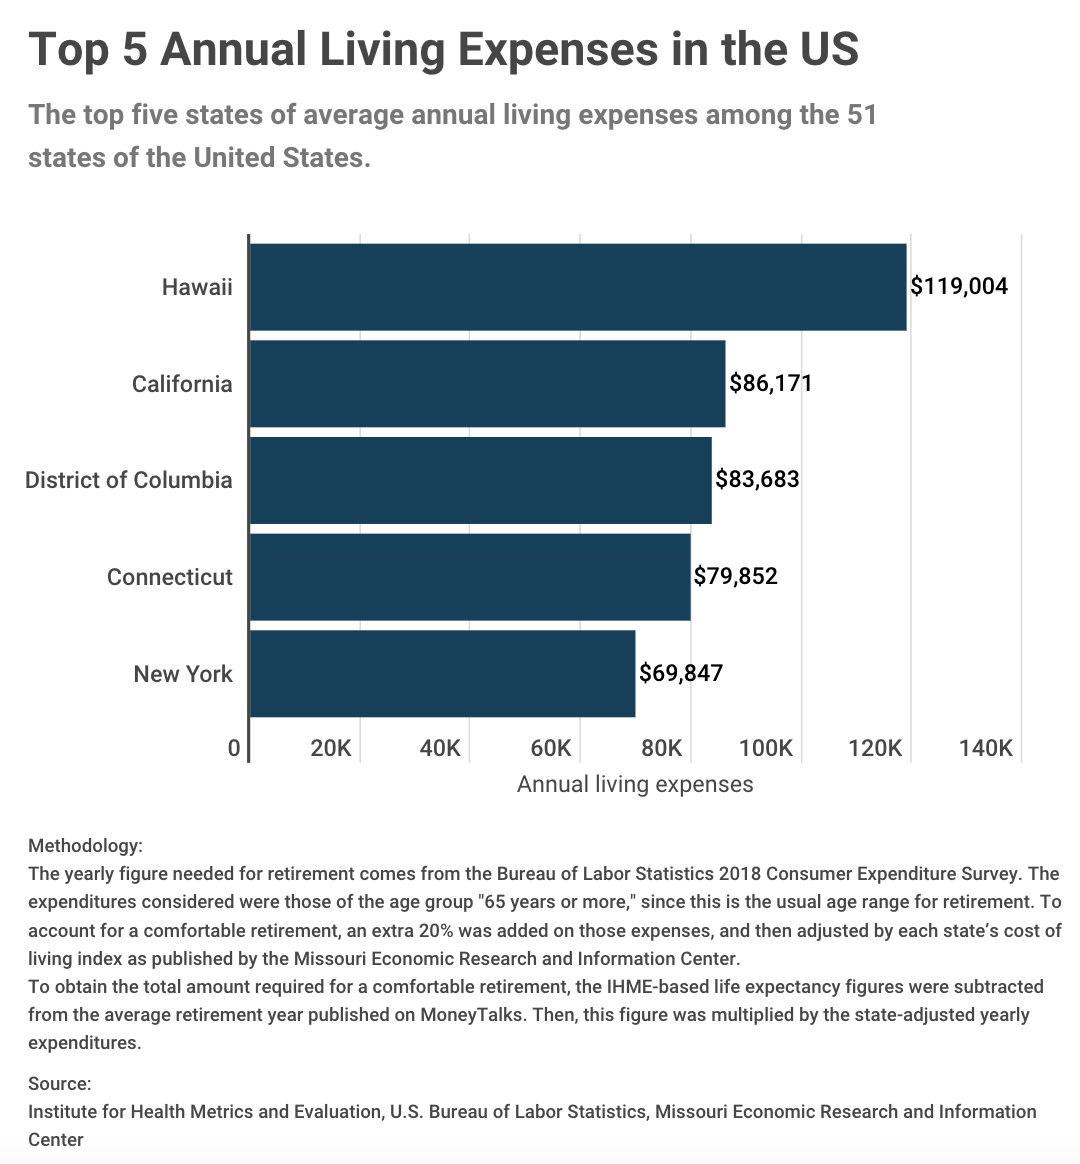 Top 5 Annual Living Expenses in the US
The top five states of average annual living expenses among the 51
states of the United States.
Hawaii $119,004
California $86,171
District of Columbia $83,683
Connecticut $79,852
New York $69,847
0 20K 40K 60K 80K 100K 120K 140K
Annual living expenses
Methodology:
The yearly figure needed for retirement comes from the Bureau of Labor Statistics 2018 Consumer Expenditure Survey. The
expenditures considered were those of the age group "65 years or more," since this is the usual age range for retirement. To
account for a comfortable retirement, an extra 20% was added on those expenses, and then adjusted by each state’s cost of
living index as published by the Missouri Economic Research and Information Center.
To obtain the total amount required for a comfortable retirement, the IHME-based life expectancy figures were subtracted
from the average retirement year published on MoneyTalks. Then, this figure was multiplied by the state-adjusted yearly
expenditures.
Source:
Institute for Health Metrics and Evaluation, U.S. Bureau of Labor Statistics, Missouri Economic Research and Information
Center